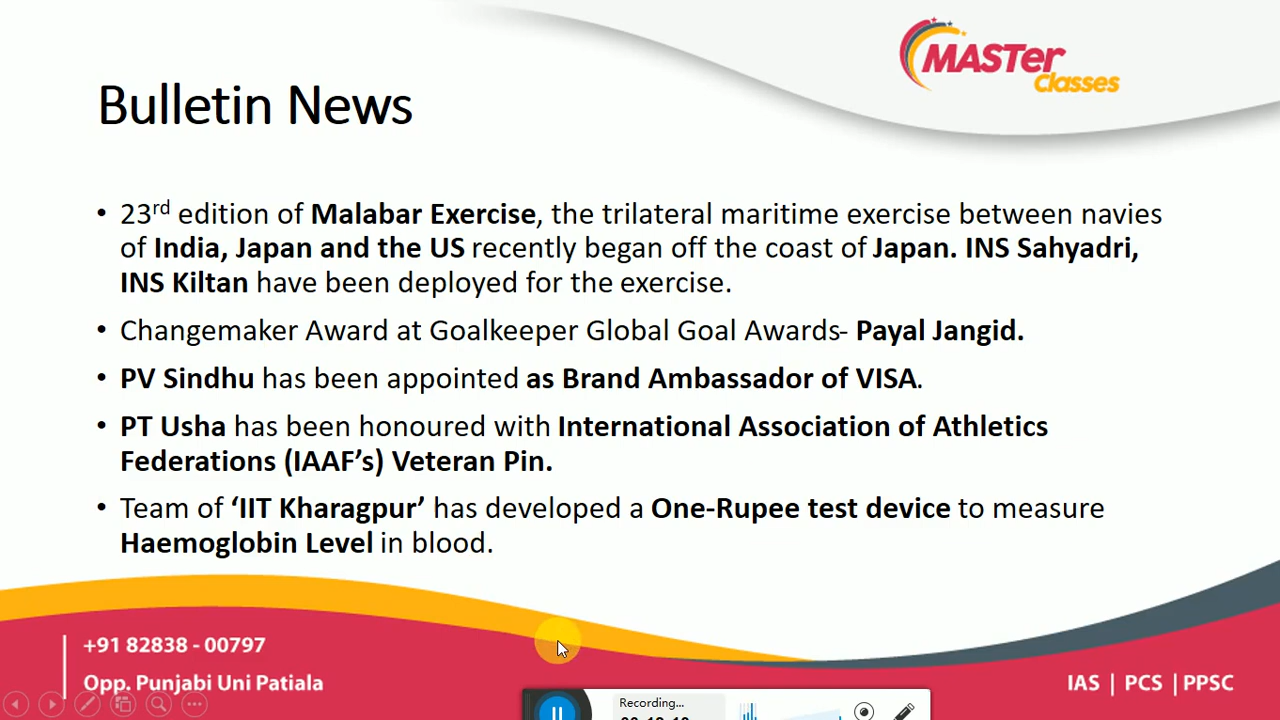 MASTer
Classes
Bulletin News
• 23rd edition of Malabar Exercise, the trilateral maritime exercise between navies
of India, Japan and the US recently began off the coast of Japan. INS Sahyadri,
INS Kiltan have been deployed for the exercise.
• Changemaker Award at Goalkeeper Global Goal Awards- Payal Jangid.
• PV Sindhu has been appointed as Brand Ambassador of VISA.
• PT Usha has been honoured with International Association of Athletics
Federations (IAAF’s) Veteran Pin.
• Team of ‘IIT Kharagpur’ has developed a One-Rupee test device to measure
Haemoglobin Level in blood.
+91 82838 - 00797
Opp. Punjabi Uni Patiala
IAS | PCS | PPSC
Recording...